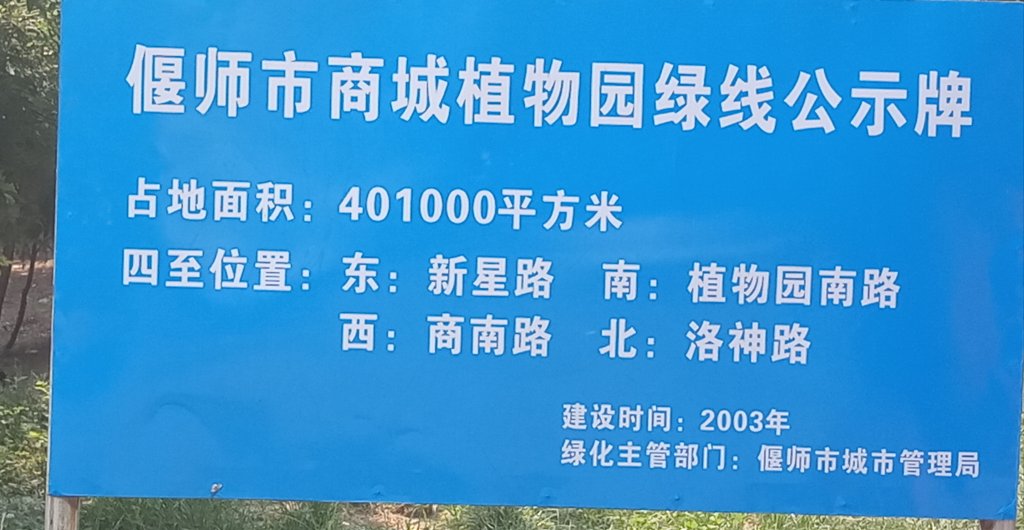 偃师市商城植物园绿线公示牌
占地面积：401000平方米
四至位置：东：新星路 南：植物园南路
西：商南路 北：洛神路
建设时间：2003年
绿化主管部门：偃师市城市管理局